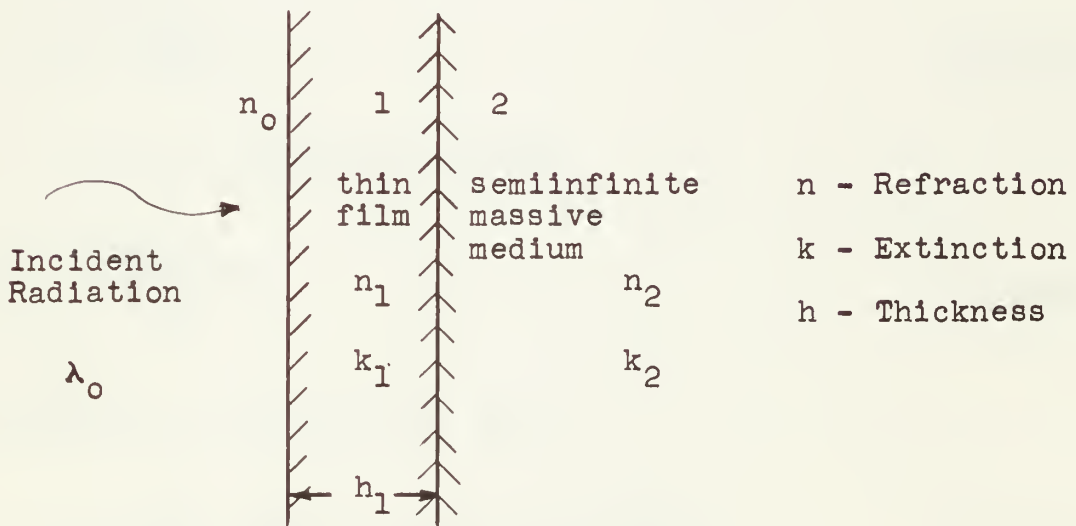 n₀ 1 2
thin film
semiinfinite massive medium
Incident Radiation
λ₀
n₁ n₂
k₁ k₂
h₁
n - Refraction
k - Extinction
h - Thickness